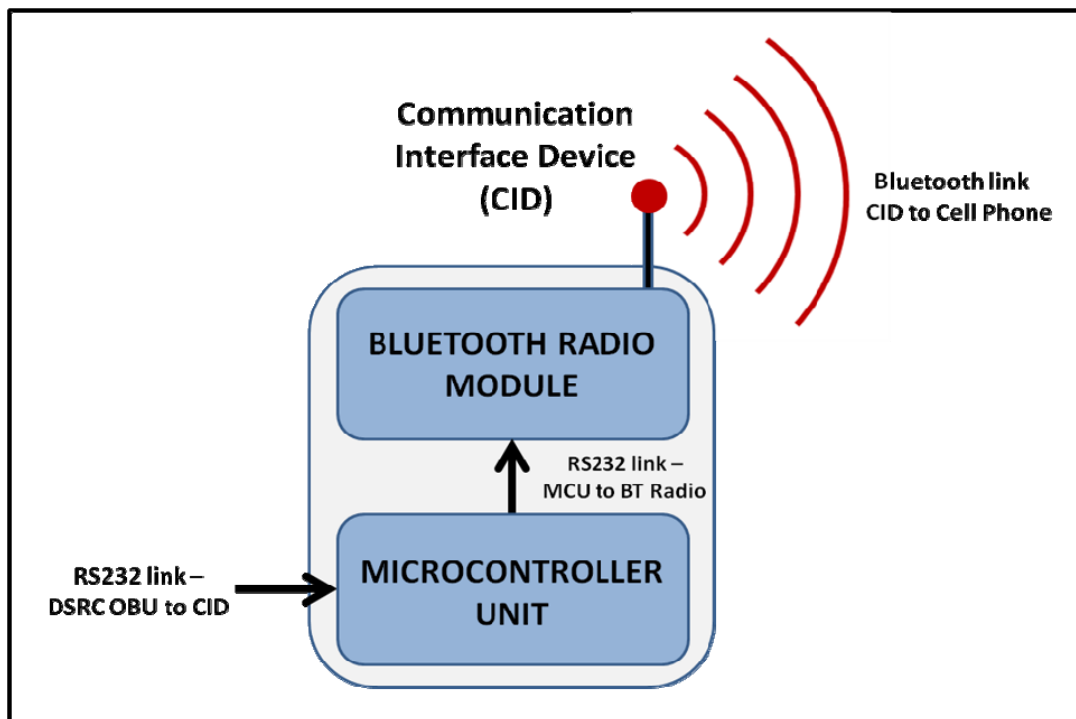 Communication
Interface Device
(CID)
Bluetooth link
CID to Cell Phone
BLUETOOTH RADIO
MODULE
RS232 link –
MCU to BT Radio
MICROCONTROLLER
UNIT
RS232 link –
DSRC OBU to CID